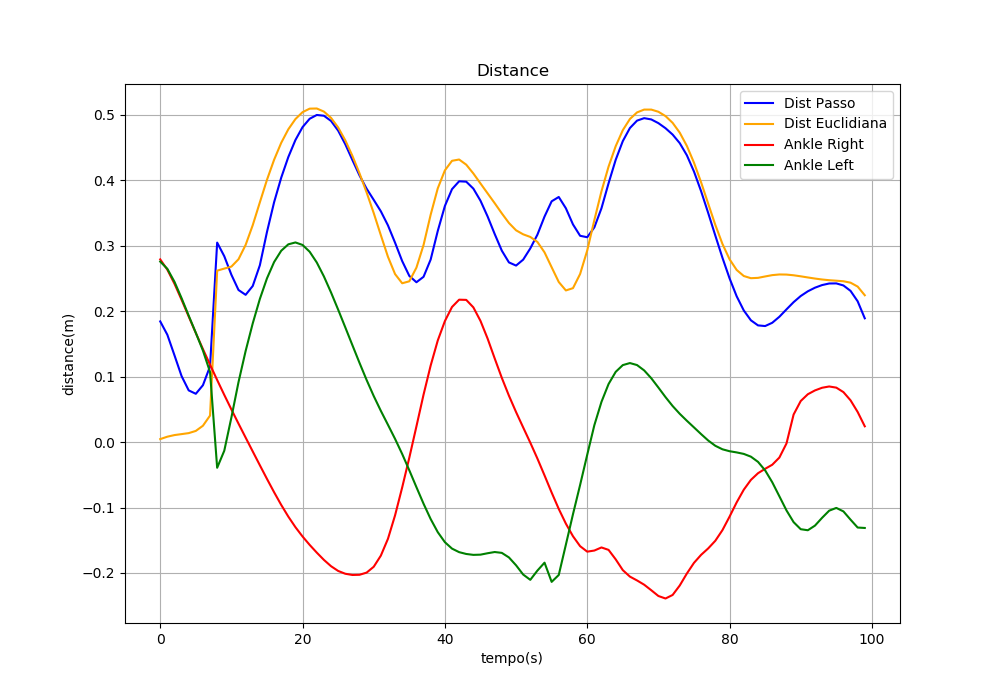 Distance
Dist Passo
Dist Euclidiana
Ankle Right
Ankle Left
distance(m)
0.5
0.4
0.3
0.2
0.1
0.0
−0.1
−0.2
0 20 40 60 80 100
tempo(s)